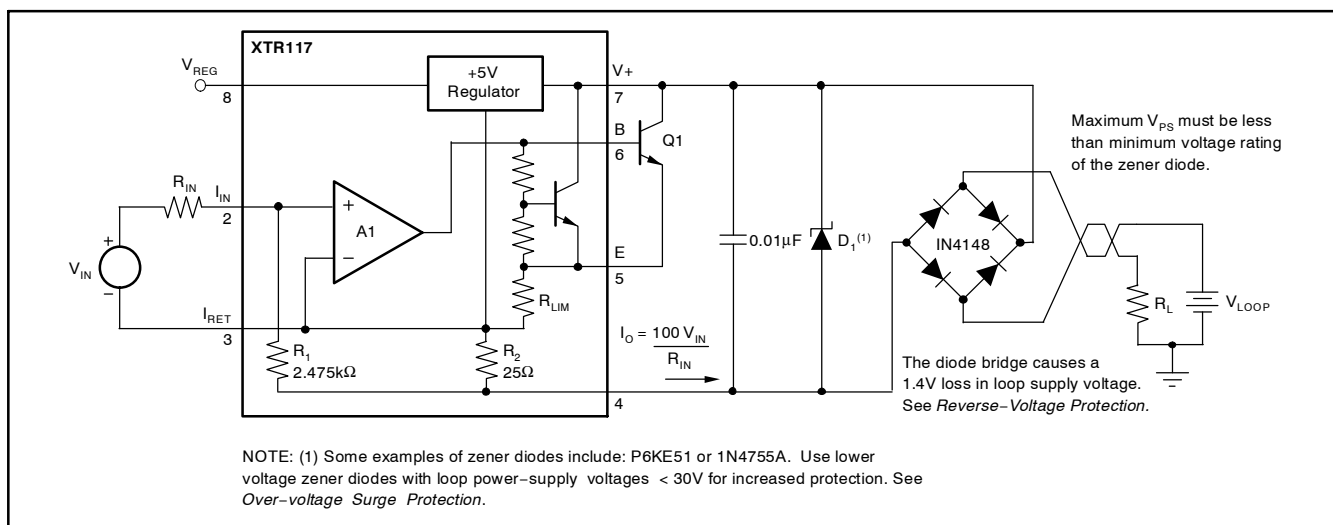 XTR117
V_REG
8
+5V
Regulator
V+
7
B
6
Q1
Maximum V_PS must be less
than minimum voltage rating
of the zener diode.
R_IN
I_IN
2
+
A1
−
+
V_IN
−
0.01µF
D_1(1)
IN4148
E
5
R_LIM
R_L
V_LOOP
I_RET
3
R_1
2.475kΩ
R_2
25Ω
I_O = 100 V_IN
R_IN
4
The diode bridge causes a
1.4V loss in loop supply voltage.
See Reverse−Voltage Protection.
NOTE: (1) Some examples of zener diodes include: P6KE51 or 1N4755A. Use lower
voltage zener diodes with loop power−supply voltages < 30V for increased protection. See
Over−voltage Surge Protection.